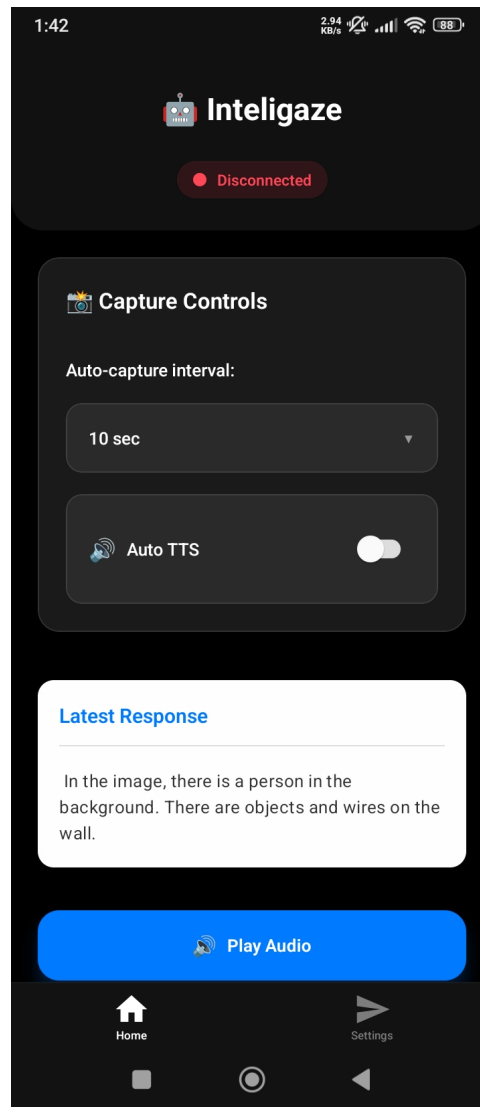 1:42
2.94
KB/s
88
🤖 Inteligaze
Disconnected
📸 Capture Controls
Auto-capture interval:
10 sec
🔊 Auto TTS
Latest Response
In the image, there is a person in the
background. There are objects and wires on the
wall.
🔊 Play Audio
Home
Settings